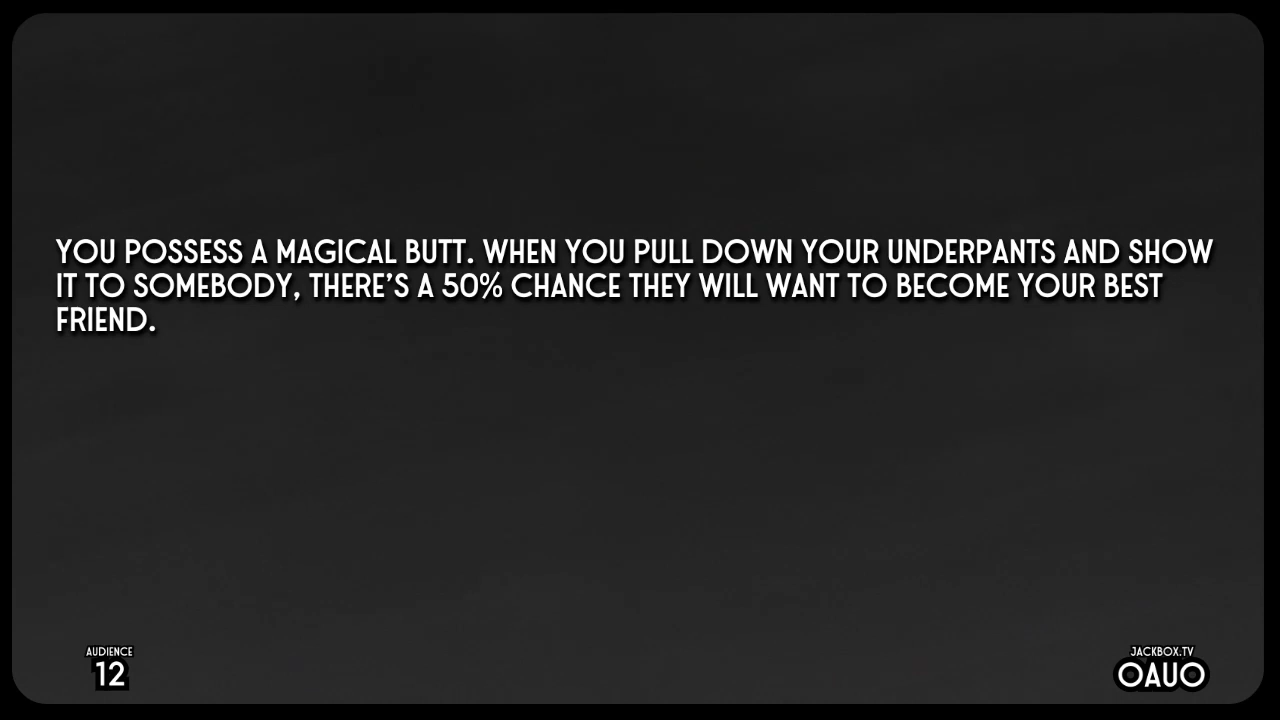 YOU POSSESS A MAGICAL BUTT. WHEN YOU PULL DOWN YOUR UNDERPANTS AND SHOW
IT TO SOMEBODY, THERE'S A 50% CHANCE THEY WILL WANT TO BECOME YOUR BEST
FRIEND.
AUDIENCE
12
JACKBOX.TV
OAUO